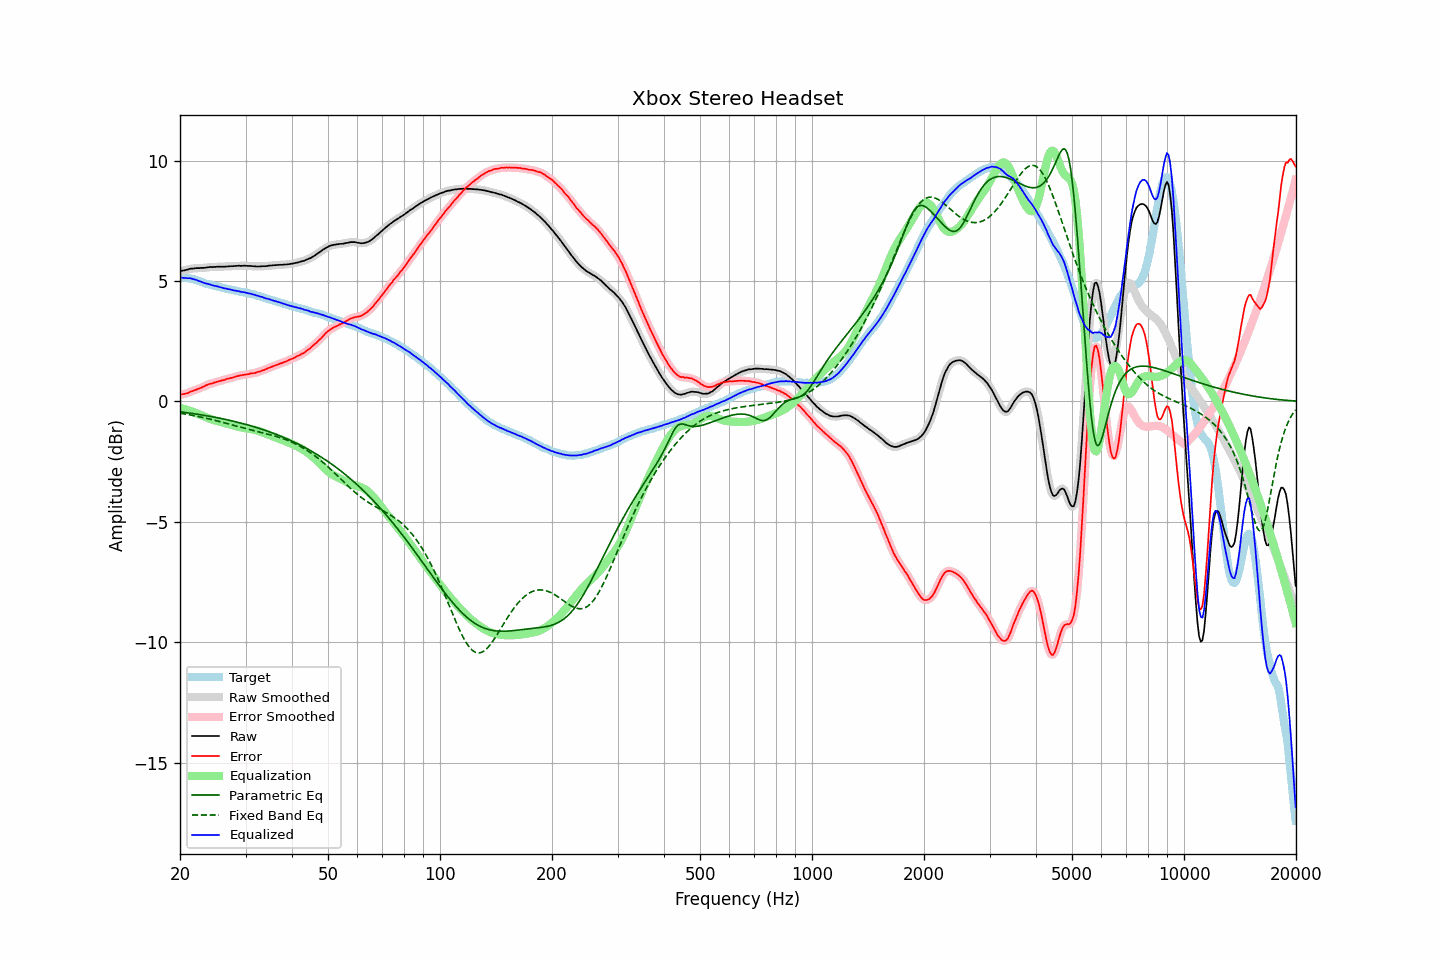 Xbox Stereo Headset
10
5
0
−5
−10
−15
Amplitude (dBr)
Target
Raw Smoothed
Error Smoothed
Raw
Error
Equalization
Parametric Eq
Fixed Band Eq
Equalized
20 50 100 200 500 1000 2000 5000 10000 20000
Frequency (Hz)